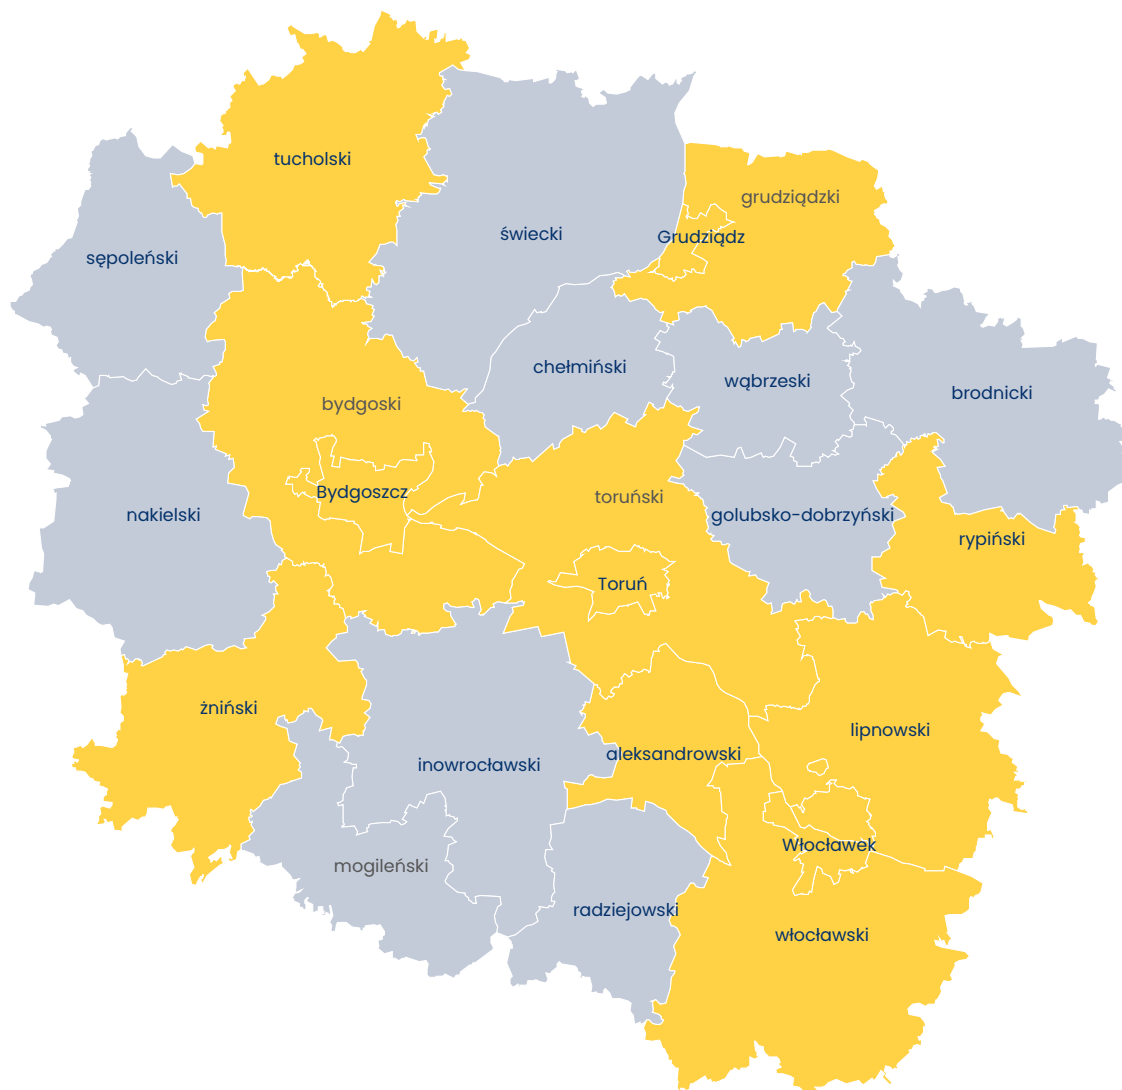 tucholski
grudziądzki
świecki
Grudziądz
sępoleński
chełmiński
wąbrzeski
brodnicki
bydgoski
Bydgoszcz
toruński
nakielski
golubsko-dobrzyński
rypiński
Toruń
żniński
lipnowski
aleksandrowski
inowrocławski
Włocławek
mogileński
radziejowski
włocławski